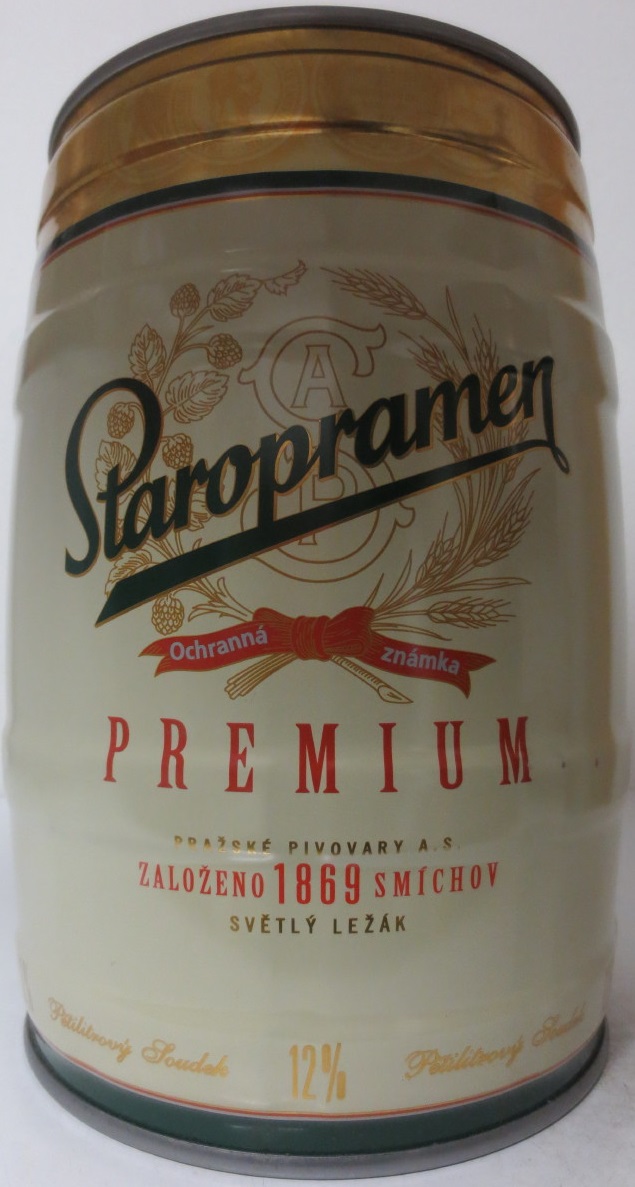 Staropramen
Ochranná známka
PREMIUM
PRAŽSKÉ PIVOVARY A.S.
ZALOŽENO 1869 SMÍCHOV
SVĚTLÝ LEŽÁK
Pětilitrový Soudek 12% Pětilitrový Soudek